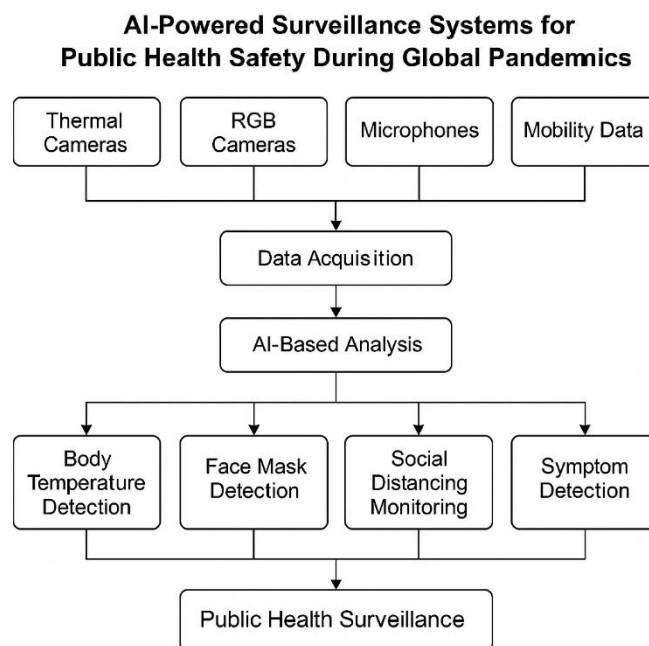 AI-Powered Surveillance Systems for
Public Health Safety During Global Pandemnics
Thermal
Cameras
RGB
Cameras
Microphones
Mobility Data
Data Acquisition
AI-Based Analysis
Body
Temperature
Detection
Face Mask
Detection
Social
Distancing
Monitoring
Symptom
Detection
Public Health Surveillance